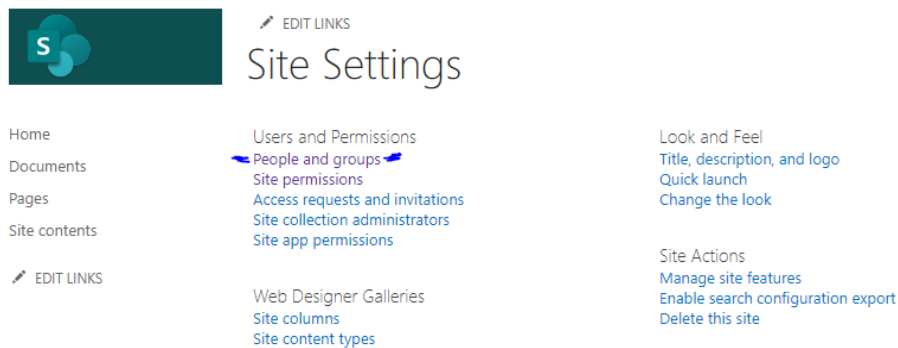 S
EDIT LINKS
Site Settings
Home
Documents
Pages
Site contents
EDIT LINKS
Users and Permissions
People and groups
Site permissions
Access requests and invitations
Site collection administrators
Site app permissions
Web Designer Galleries
Site columns
Site content types
Look and Feel
Title, description, and logo
Quick launch
Change the look
Site Actions
Manage site features
Enable search configuration export
Delete this site